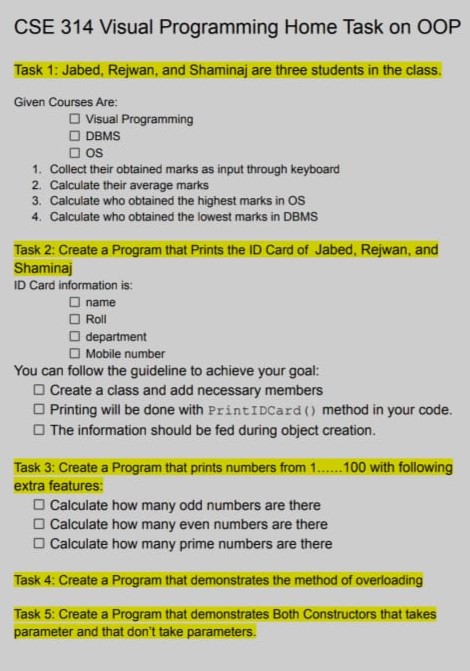 CSE 314 Visual Programming Home Task on OOP
Task 1: Jabed, Rejwan, and Shaminaj are three students in the class.
Given Courses Are:
☐ Visual Programming
☐ DBMS
☐ OS
1. Collect their obtained marks as input through keyboard
2. Calculate their average marks
3. Calculate who obtained the highest marks in OS
4. Calculate who obtained the lowest marks in DBMS
Task 2: Create a Program that Prints the ID Card of Jabed, Rejwan, and
Shaminaj
ID Card information is:
☐ name
☐ Roll
☐ department
☐ Mobile number
You can follow the guideline to achieve your goal:
☐ Create a class and add necessary members
☐ Printing will be done with PrintIDCard() method in your code.
☐ The information should be fed during object creation.
Task 3: Create a Program that prints numbers from 1......100 with following
extra features:
☐ Calculate how many odd numbers are there
☐ Calculate how many even numbers are there
☐ Calculate how many prime numbers are there
Task 4: Create a Program that demonstrates the method of overloading
Task 5: Create a Program that demonstrates Both Constructors that takes
parameter and that don't take parameters.